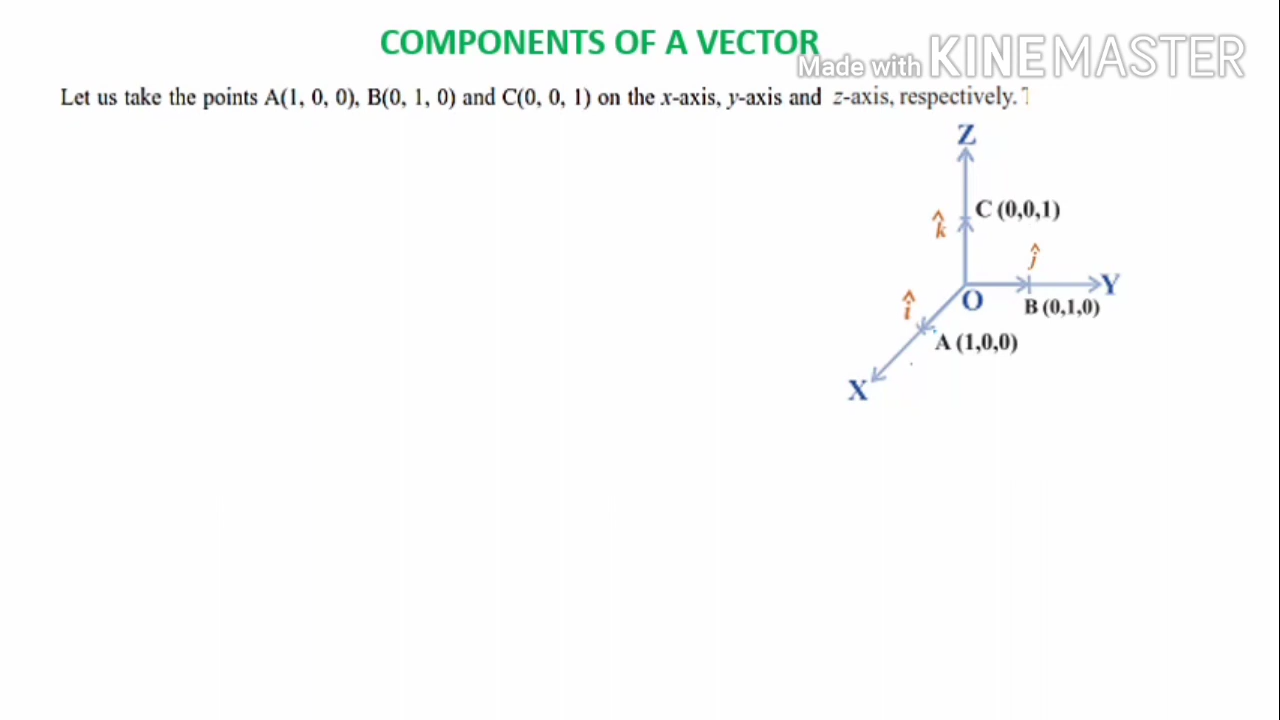 COMPONENTS OF A VECTOR
Made with KINEMASTER
Let us take the points A(1, 0, 0), B(0, 1, 0) and C(0, 0, 1) on the x-axis, y-axis and z-axis, respectively.
Z
C (0,0,1)
k̂
ĵ
Y
O
B (0,1,0)
î
A (1,0,0)
X